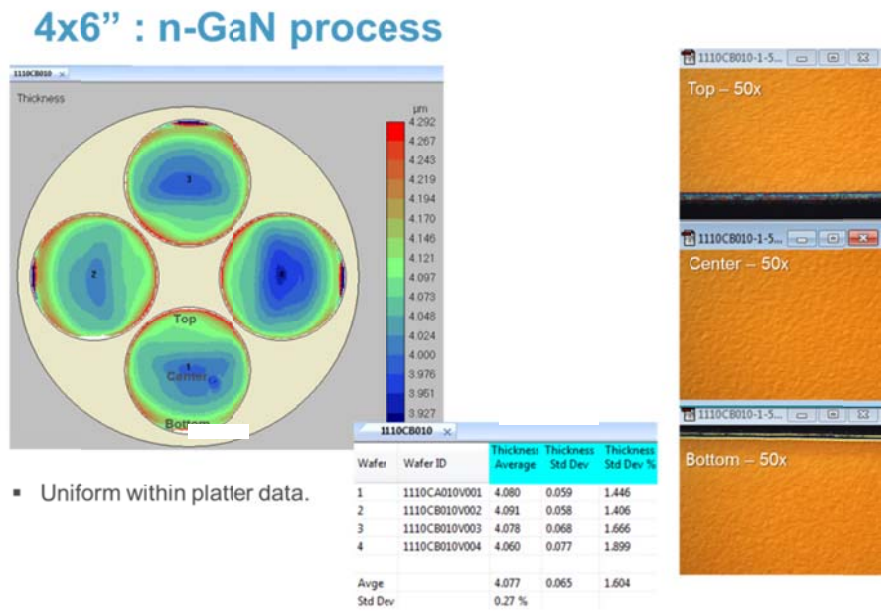 4x6” : n-GaN process
1110CB010
Thickness
µm
4.292
4.267
4.243
4.219
4.194
4.170
4.146
4.121
4.097
4.073
4.048
4.024
4.000
3.976
3.951
3.927
3
2
Top
1
Center
Bottom
▪ Uniform within platter data.
1110CB010
Wafer Wafer ID Thickness Average Thickness Std Dev Thickness Std Dev %
1 1110CA010V001 4.080 0.059 1.446
2 1110CB010V002 4.091 0.058 1.406
3 1110CB010V003 4.078 0.068 1.666
4 1110CB010V004 4.060 0.077 1.899
Avge 4.077 0.065 1.604
Std Dev 0.27 %
1110CB010-1-5...
Top – 50x
1110CB010-1-5...
Center – 50x
1110CB010-1-5...
Bottom – 50x